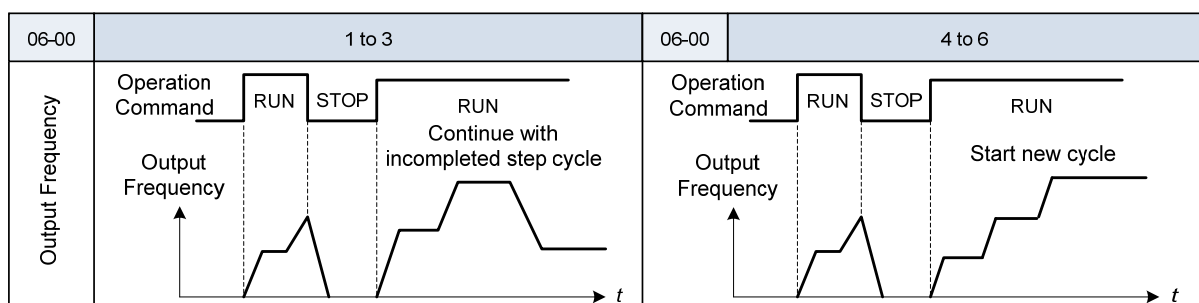 06-00
1 to 3
06-00
4 to 6
Output Frequency
Operation
Command
RUN
STOP
RUN
Continue with
incompleted step cycle
Output
Frequency
t
Operation
Command
RUN
STOP
RUN
Start new cycle
Output
Frequency
t